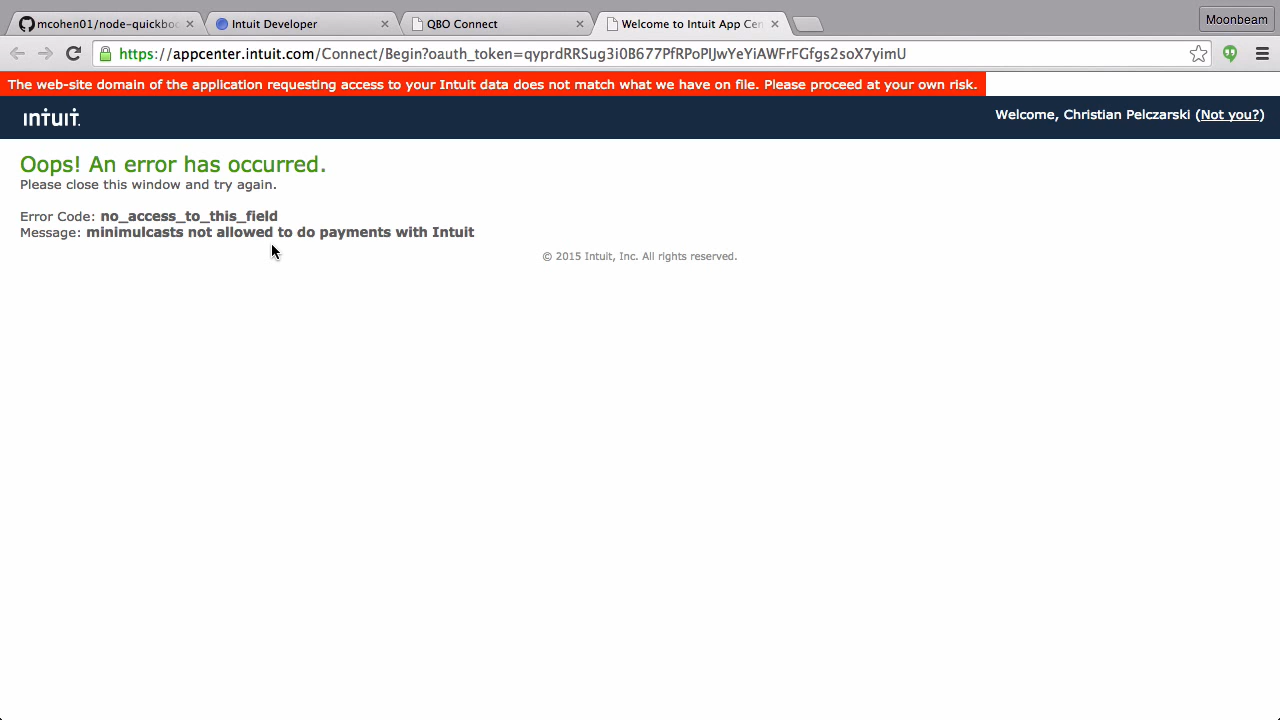 mcohen01/node-quickboo
Intuit Developer
QBO Connect
Welcome to Intuit App Cen
Moonbeam
https://appcenter.intuit.com/Connect/Begin?oauth_token=qyprdRRSug3i0B677PfRPoPIJwYeYiAWFrFGfgs2soX7yimU
The web-site domain of the application requesting access to your Intuit data does not match what we have on file. Please proceed at your own risk.
intuit.
Welcome, Christian Pelczarski (Not you?)
Oops! An error has occurred.
Please close this window and try again.
Error Code: no_access_to_this_field
Message: minimulcasts not allowed to do payments with Intuit
© 2015 Intuit, Inc. All rights reserved.